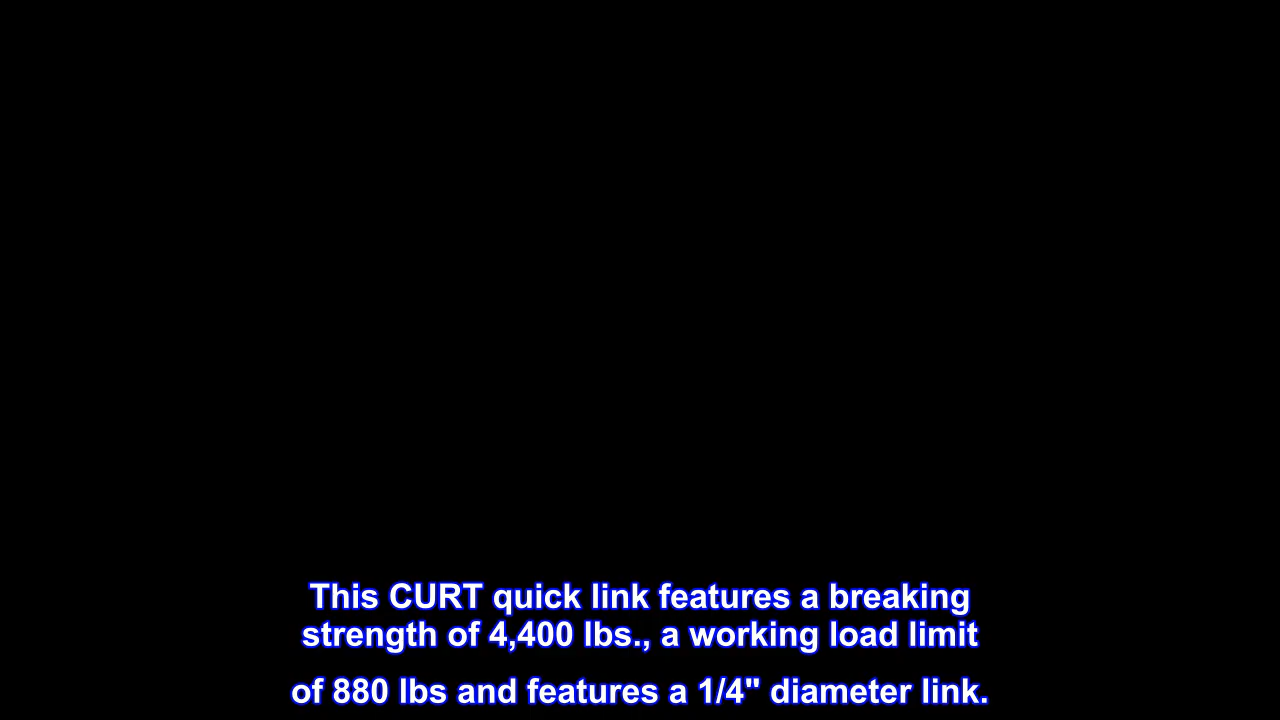 This CURT quick link features a breaking
strength of 4,400 lbs., a working load limit
of 880 lbs and features a 1/4" diameter link.